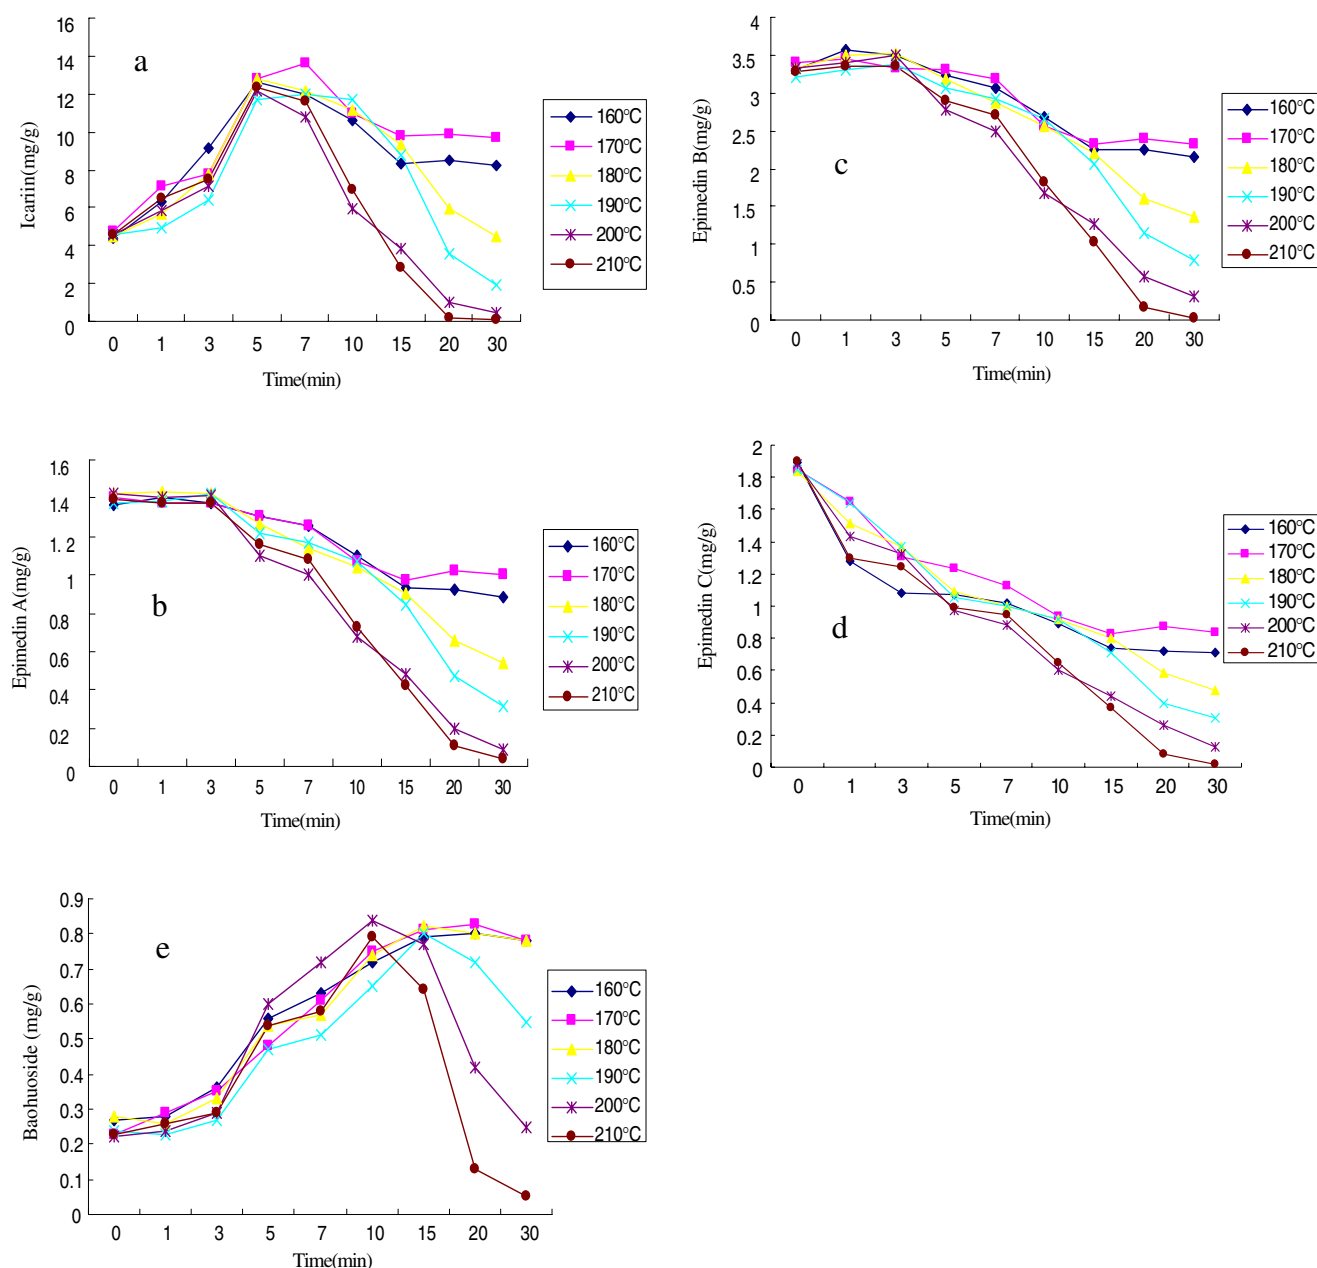 a
Icariin(mg/g)
16
14
12
10
8
6
4
2
0
0 1 3 5 7 10 15 20 30
Time(min)
160°C
170°C
180°C
190°C
200°C
210°C
c
Epimedin B(mg/g)
4
3.5
3
2.5
2
1.5
1
0.5
0
0 1 3 5 7 10 15 20 30
Time(min)
160°C
170°C
180°C
190°C
200°C
210°C
b
Epimedin A(mg/g)
1.6
1.4
1.2
1
0.8
0.6
0.4
0.2
0
0 1 3 5 7 10 15 20 30
Time(min)
160°C
170°C
180°C
190°C
200°C
210°C
d
Epimedin C(mg/g)
2
1.8
1.6
1.4
1.2
1
0.8
0.6
0.4
0.2
0
0 1 3 5 7 10 15 20 30
Time(min)
160°C
170°C
180°C
190°C
200°C
210°C
e
Baohuoside (mg/g)
0.9
0.8
0.7
0.6
0.5
0.4
0.3
0.2
0.1
0
0 1 3 5 7 10 15 20 30
Time(min)
160°C
170°C
180°C
190°C
200°C
210°C